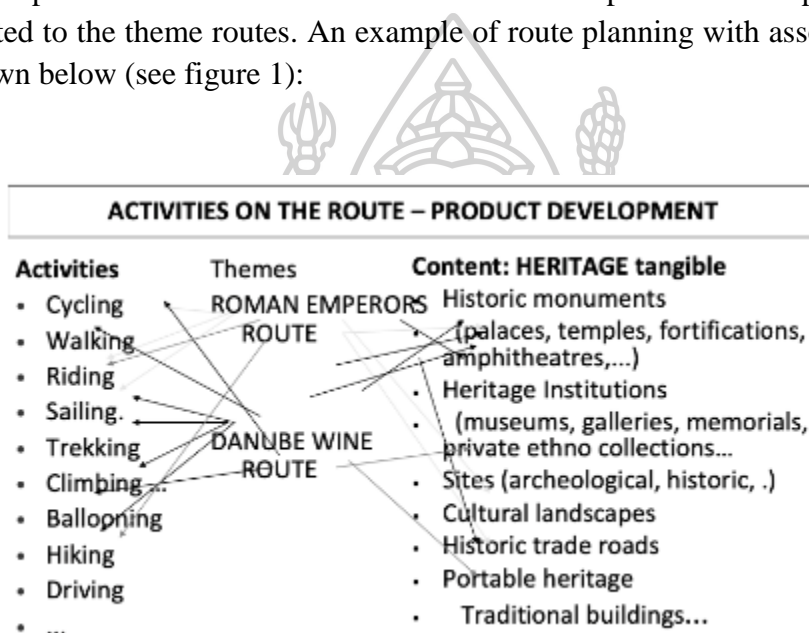 ted to the theme routes. An example of route planning with asso
wn below (see figure 1):
ACTIVITIES ON THE ROUTE – PRODUCT DEVELOPMENT
Activities
• Cycling
• Walking
• Riding
• Sailing.
• Trekking
• Climbing ...
• Ballooning
• Hiking
• Driving
• ...
Themes
ROMAN EMPERORS
ROUTE
DANUBE WINE
ROUTE
Content: HERITAGE tangible
Historic monuments
• (palaces, temples, fortifications,
amphitheatres,...)
• Heritage Institutions
• (museums, galleries, memorials,
private ethno collections...
• Sites (archeological, historic, .)
• Cultural landscapes
• Historic trade roads
• Portable heritage
• Traditional buildings...